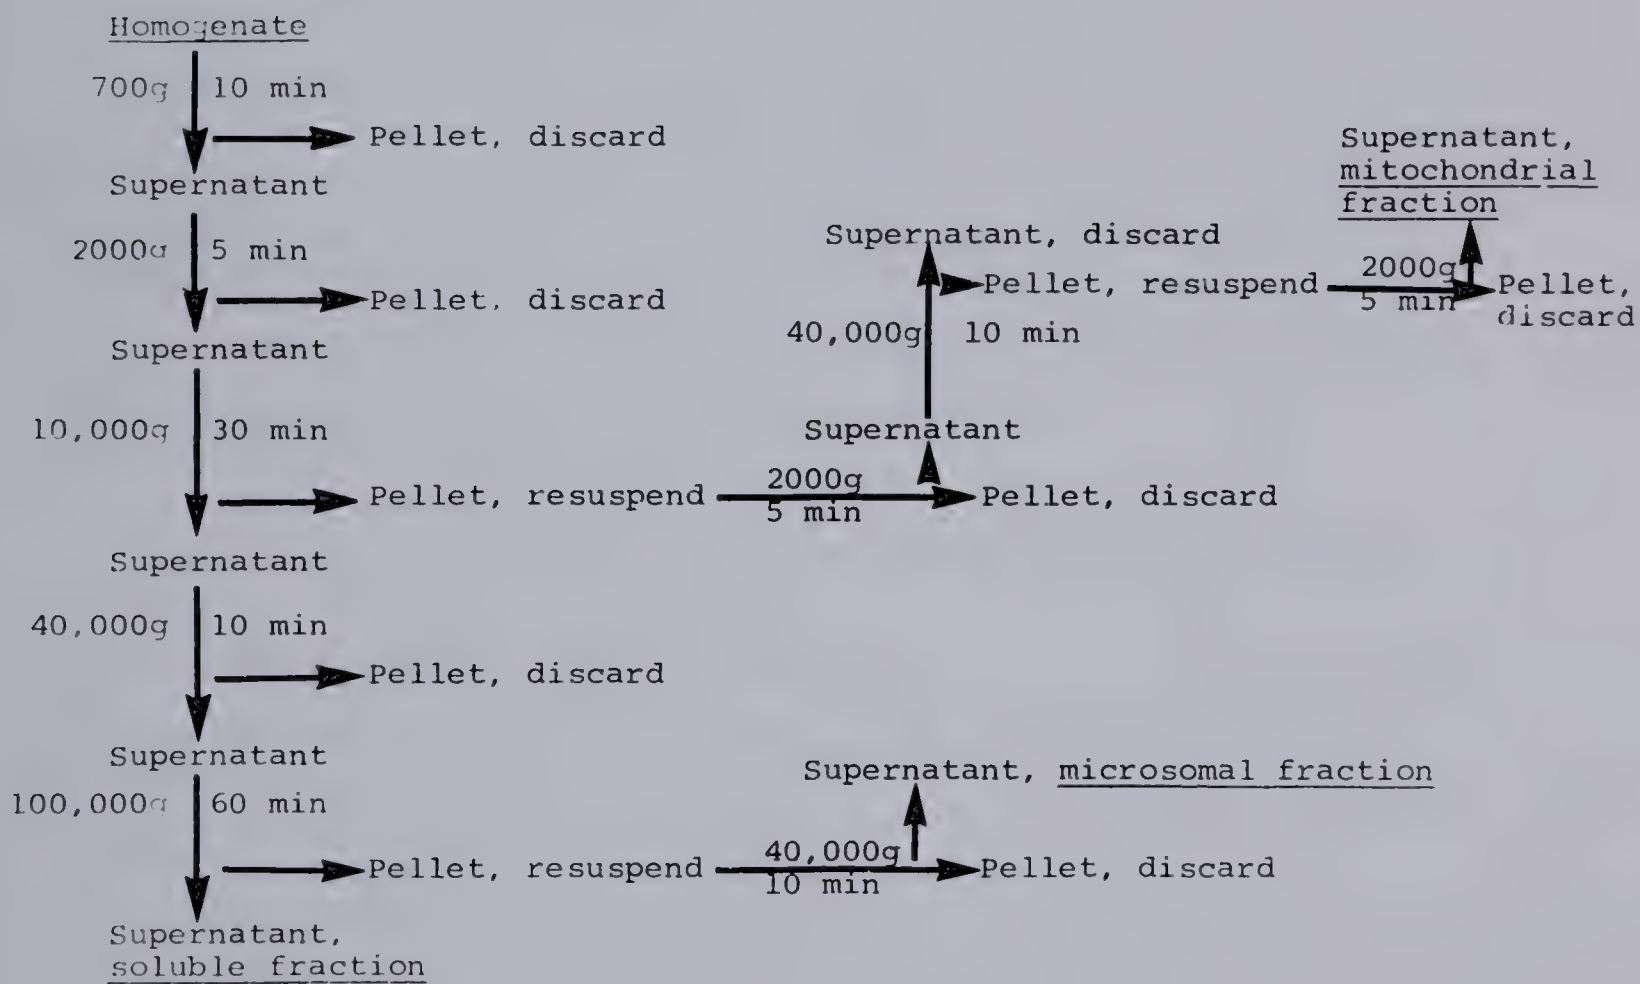 Homogenate
700g 10 min
Pellet, discard
Supernatant
2000g 5 min
Pellet, discard
Supernatant
10,000g 30 min
Pellet, resuspend
2000g
5 min
Pellet, discard
Supernatant
40,000g 10 min
Supernatant, discard
Pellet, resuspend
2000g
5 min
Pellet,
discard
Supernatant,
mitochondrial
fraction
Supernatant
40,000g 10 min
Pellet, discard
Supernatant
100,000g 60 min
Pellet, resuspend
40,000g
10 min
Pellet, discard
Supernatant, microsomal fraction
Supernatant,
soluble fraction